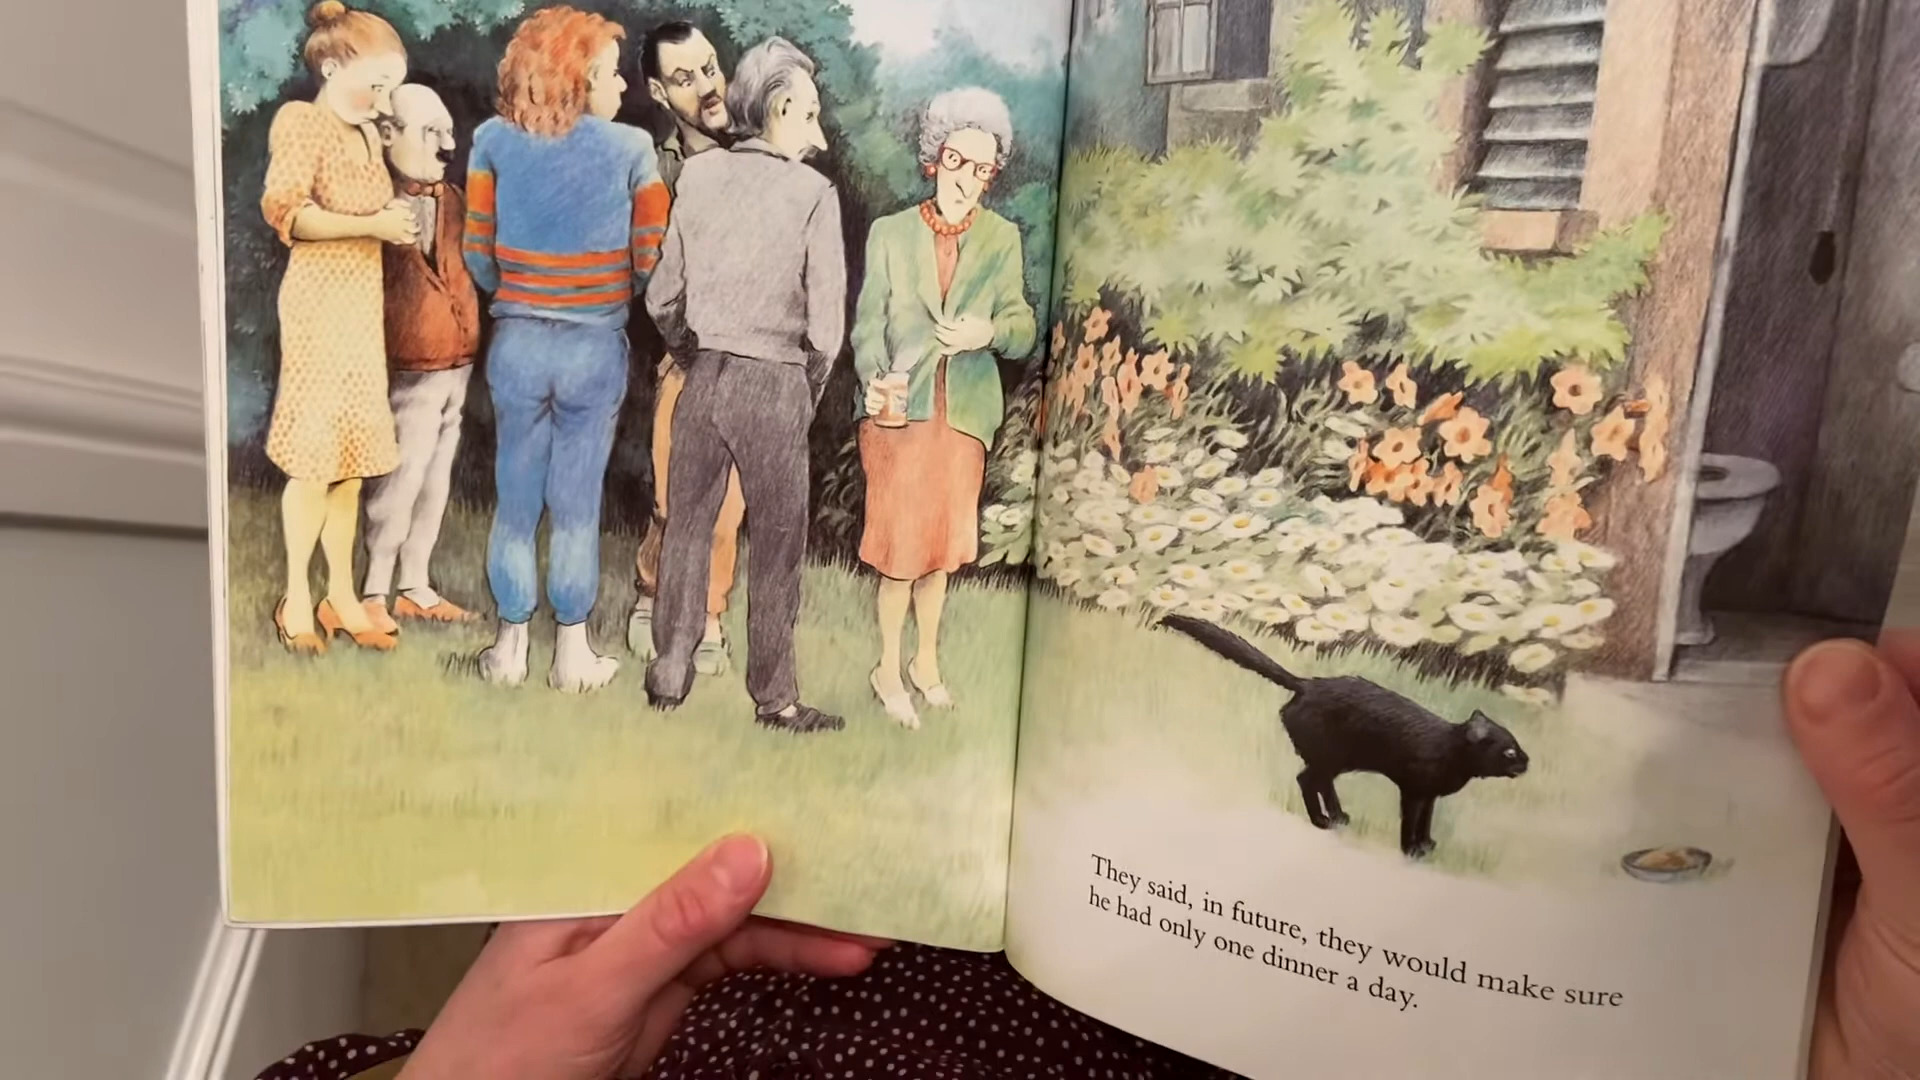 They said, in future, they would make sure
he had only one dinner a day.